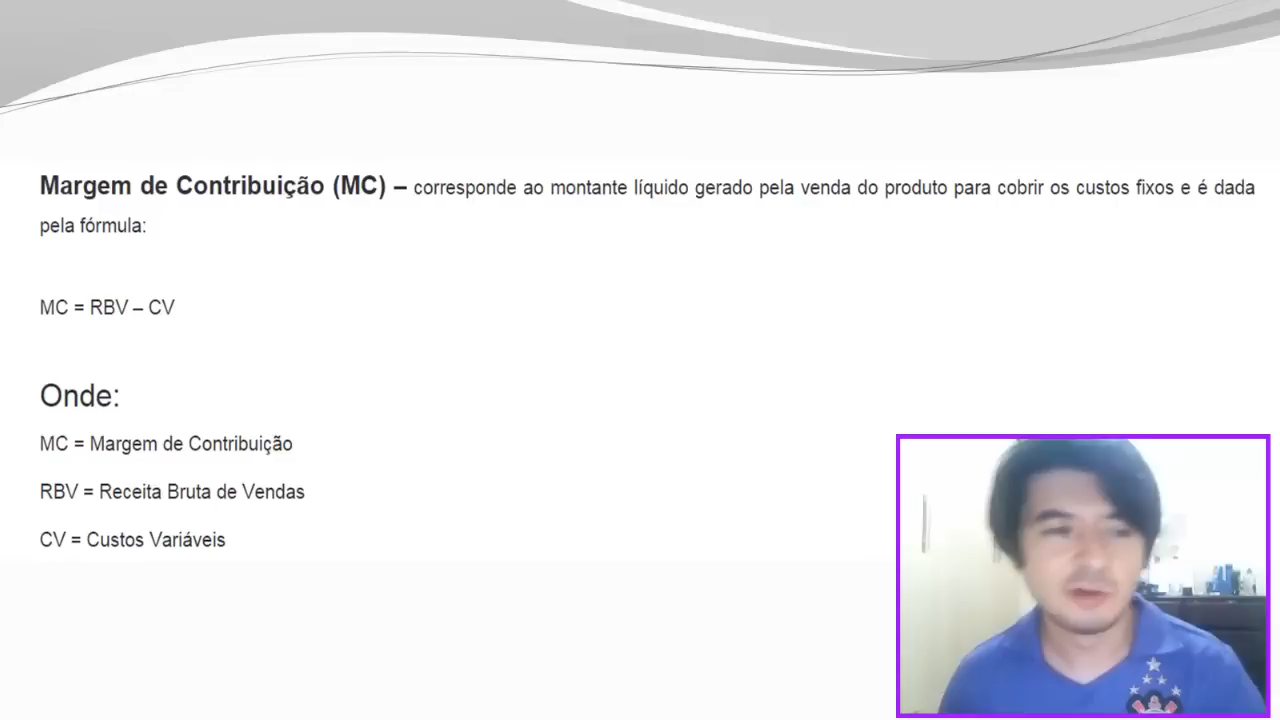 Margem de Contribuição (MC) – corresponde ao montante líquido gerado pela venda do produto para cobrir os custos fixos e é dada
pela fórmula:
MC = RBV – CV
Onde:
MC = Margem de Contribuição
RBV = Receita Bruta de Vendas
CV = Custos Variáveis